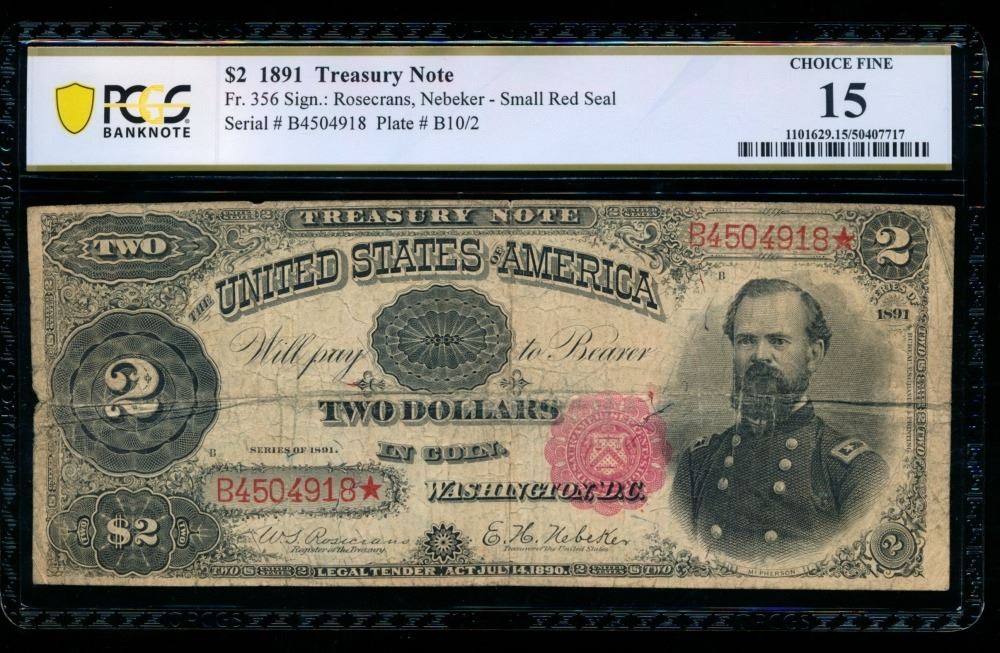 PCGS
BANKNOTE
$2 1891 Treasury Note
Fr. 356 Sign.: Rosecrans, Nebeker - Small Red Seal
Serial # B4504918 Plate # B10/2
CHOICE FINE
15
1101629.15/50407717
TREASURY NOTE
TWO
B4504918★
2
THE UNITED STATES OF AMERICA
B
SERIES OF
1891
Will pay to Bearer
2
TWO DOLLARS
B
SERIES OF 1891.
IN COIN.
B4504918★
WASHINGTON, D.C.
$2
W.S. Rosecrans
E. H. Nebeker
Register of the Treasury.
Treasurer of the United States
2
McPHERSON
TWO 2 LEGAL TENDER ACT JULY 14, 1890. 2 TWO